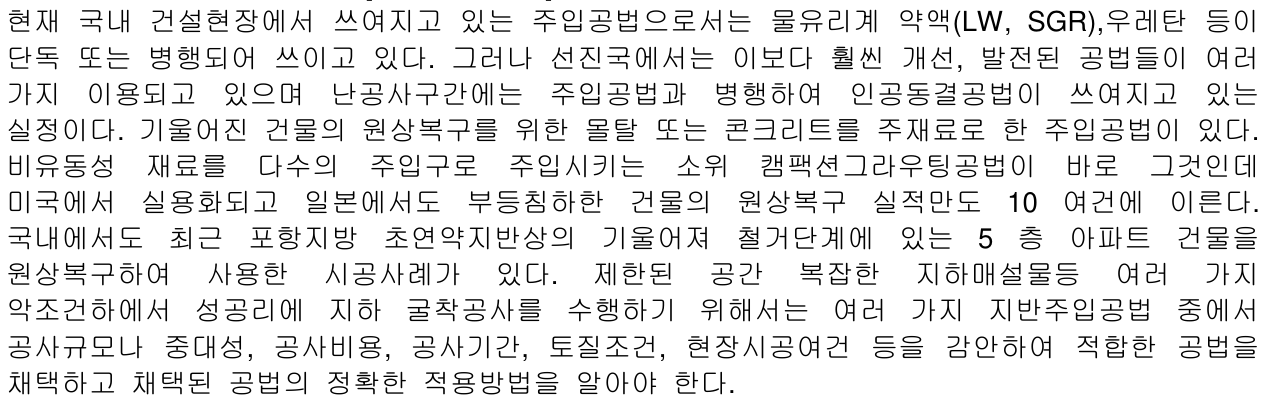 현재 국내 건설현장에서 쓰여지고 있는 주입공법으로서는 물유리계 약액(LW, SGR),우레탄 등이
단독 또는 병행되어 쓰이고 있다. 그러나 선진국에서는 이보다 훨씬 개선, 발전된 공법들이 여러
가지 이용되고 있으며 난공사구간에는 주입공법과 병행하여 인공동결공법이 쓰여지고 있는
실정이다. 기울어진 건물의 원상복구를 위한 몰탈 또는 콘크리트를 주재료로 한 주입공법이 있다.
비유동성 재료를 다수의 주입구로 주입시키는 소위 캠팩션그라우팅공법이 바로 그것인데
미국에서 실용화되고 일본에서도 부등침하한 건물의 원상복구 실적만도 10 여건에 이른다.
국내에서도 최근 포항지방 초연약지반상의 기울어져 철거단계에 있는 5 층 아파트 건물을
원상복구하여 사용한 시공사례가 있다. 제한된 공간 복잡한 지하매설물등 여러 가지
악조건하에서 성공리에 지하 굴착공사를 수행하기 위해서는 여러 가지 지반주입공법 중에서
공사규모나 중대성, 공사비용, 공사기간, 토질조건, 현장시공여건 등을 감안하여 적합한 공법을
채택하고 채택된 공법의 정확한 적용방법을 알아야 한다.